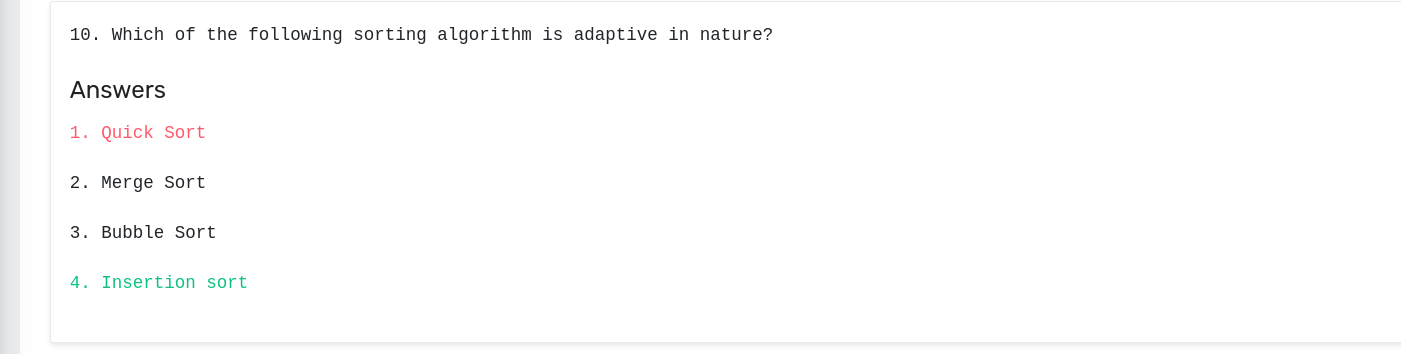 10. Which of the following sorting algorithm is adaptive in nature?
Answers
1. Quick Sort
2. Merge Sort
3. Bubble Sort
4. Insertion sort